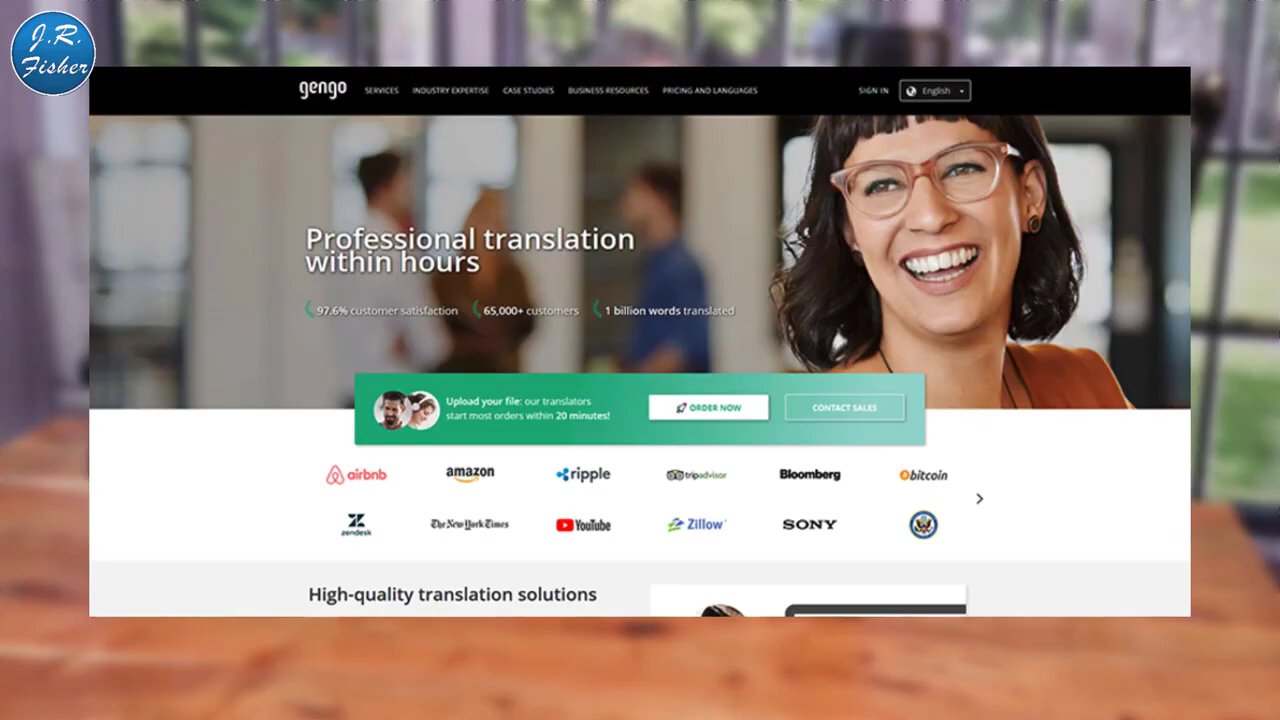 J.R.
Fisher
gengo
SERVICES
INDUSTRY EXPERTISE
CASE STUDIES
BUSINESS RESOURCES
PRICING AND LANGUAGES
SIGN IN
English
Professional translation
within hours
97.6% customer satisfaction
65,000+ customers
1 billion words translated
Upload your file: our translators
start most orders within 20 minutes!
ORDER NOW
CONTACT SALES
airbnb
amazon
ripple
tripadvisor
Bloomberg
bitcoin
zendesk
The New York Times
YouTube
Zillow
SONY
High-quality translation solutions